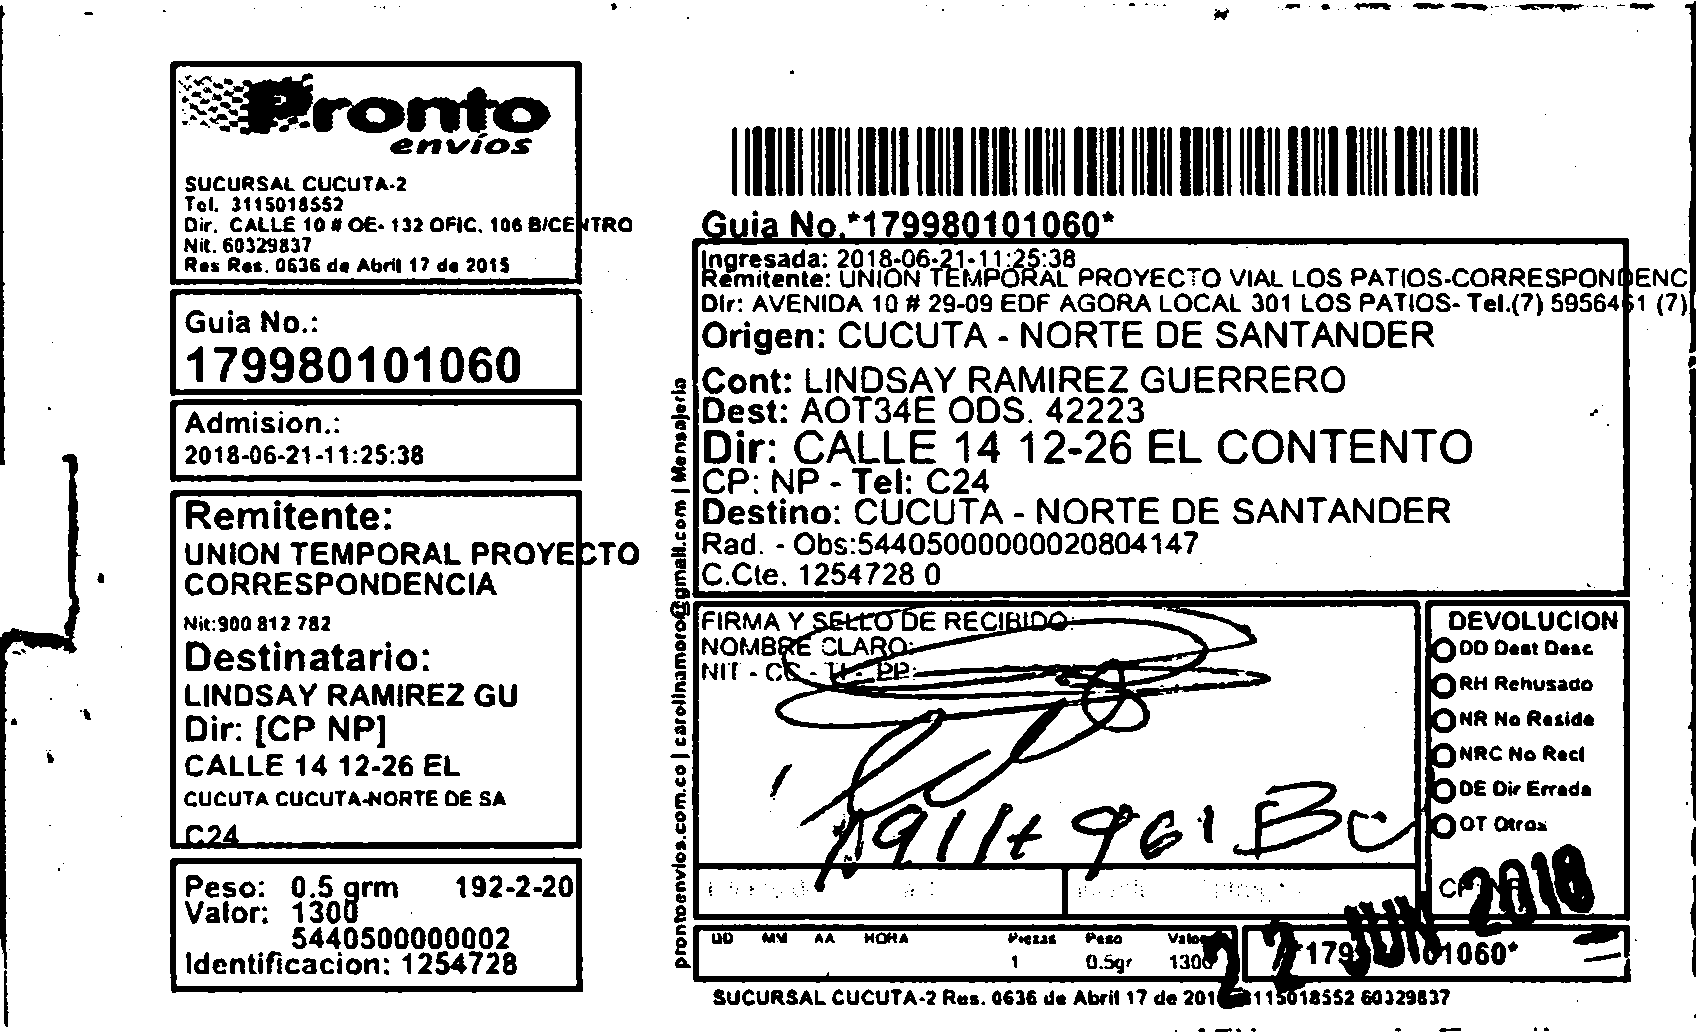 Pronto
envíos
SUCURSAL CUCUTA-2
Tel. 3115018552
Dir. CALLE 10 # OE- 132 OFIC. 106 B/CENTRO
Nit. 60329837
Res Res. 0636 de Abril 17 de 2015
Guia No.:
179980101060
Admision.:
2018-06-21-11:25:38
Remitente:
UNION TEMPORAL PROYECTO
CORRESPONDENCIA
Nit:900 812 782
Destinatario:
LINDSAY RAMIREZ GU
Dir: [CP NP]
CALLE 14 12-26 EL
CUCUTA CUCUTA-NORTE DE SA
C24
Peso: 0.5 grm 192-2-20
Valor: 1300
5440500000002
Identificacion: 1254728
prontoenvios.com.co | carolinamoro@gmail.com | Mensajeria
Guia No.*179980101060*
Ingresada: 2018-06-21-11:25:38
Remitente: UNION TEMPORAL PROYECTO VIAL LOS PATIOS-CORRESPONDENC
Dir: AVENIDA 10 # 29-09 EDF AGORA LOCAL 301 LOS PATIOS- Tel.(7) 5956461 (7)
Origen: CUCUTA - NORTE DE SANTANDER
Cont: LINDSAY RAMIREZ GUERRERO
Dest: AOT34E ODS. 42223
Dir: CALLE 14 12-26 EL CONTENTO
CP: NP - Tel: C24
Destino: CUCUTA - NORTE DE SANTANDER
Rad. - Obs:54405000000020804147
C.Cte. 1254728 0
FIRMA Y SELLO DE RECIBIDO:
NOMBRE CLARO:
NIT - CC - TI - PP:
961 BC
DEVOLUCION
DD Dest Desc
RH Rehusado
NR No Reside
NRC No Recl
DE Dir Errada
OT Otros
22 JUN 2018
DD MM AA HORA Piezas Peso Valor
1 0.5gr 1300
*179980101060*
SUCURSAL CUCUTA-2 Res. 0636 de Abril 17 de 201 3115018552 60329837